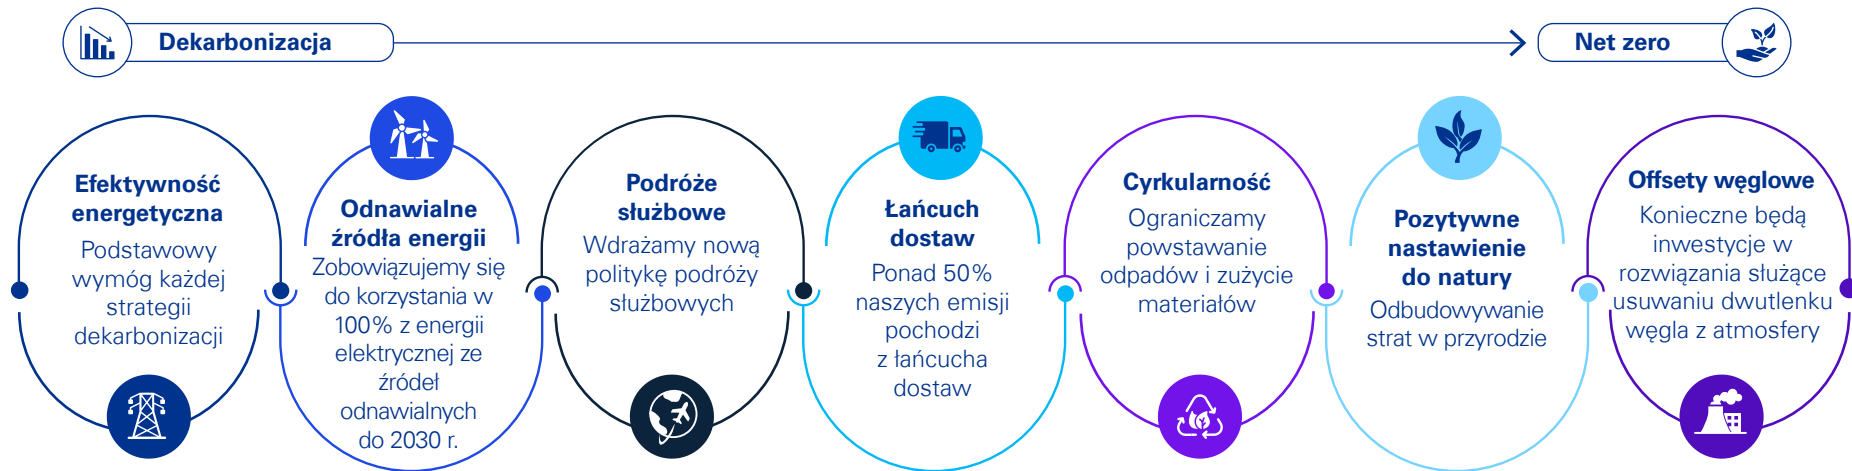 Dekarbonizacja
Net zero
Efektywność
energetyczna
Podstawowy
wymóg każdej
strategii
dekarbonizacji
Odnawialne
źródła energii
Zobowiązujemy się
do korzystania w
100% z energii
elektrycznej ze
źródeł
odnawialnych
do 2030 r.
Podróże
służbowe
Wdrażamy nową
politykę podróży
służbowych
Łańcuch
dostaw
Ponad 50%
naszych emisji
pochodzi
z łańcucha
dostaw
Cyrkularność
Ograniczamy
powstawanie
odpadów i zużycie
materiałów
Pozytywne
nastawienie
do natury
Odbudowywanie
strat w przyrodzie
Offsety węglowe
Konieczne będą
inwestycje w
rozwiązania służące
usuwaniu dwutlenku
węgla z atmosfery